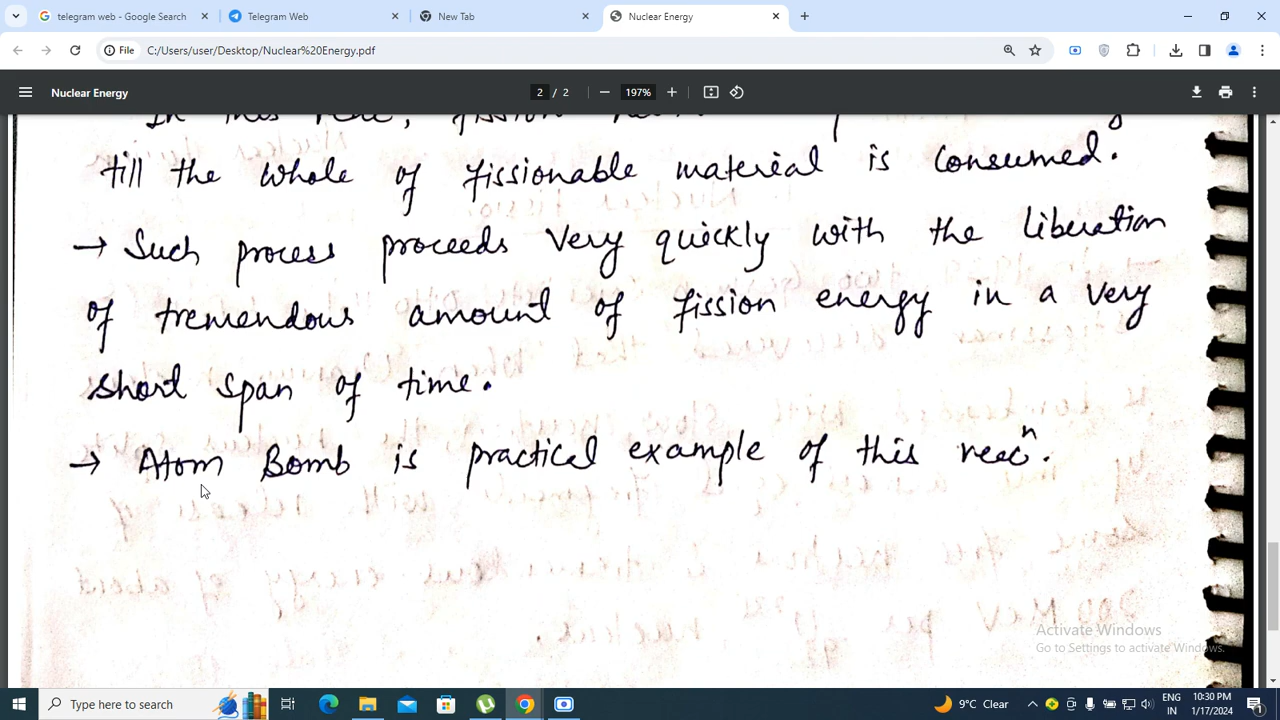 telegram web - Google Search
Telegram Web
New Tab
Nuclear Energy
File
C:/Users/user/Desktop/Nuclear%20Energy.pdf
Nuclear Energy
2 / 2
197%
In this
fission
till the whole of fissionable material is consumed.
→ Such process proceeds very quickly with the liberation
of tremendous amount of fission energy in a very
short span of time.
→ Atom Bomb is practical example of this reacⁿ.
Activate Windows
Go to Settings to activate Windows.
Type here to search
9°C Clear
ENG
IN
10:30 PM
1/17/2024